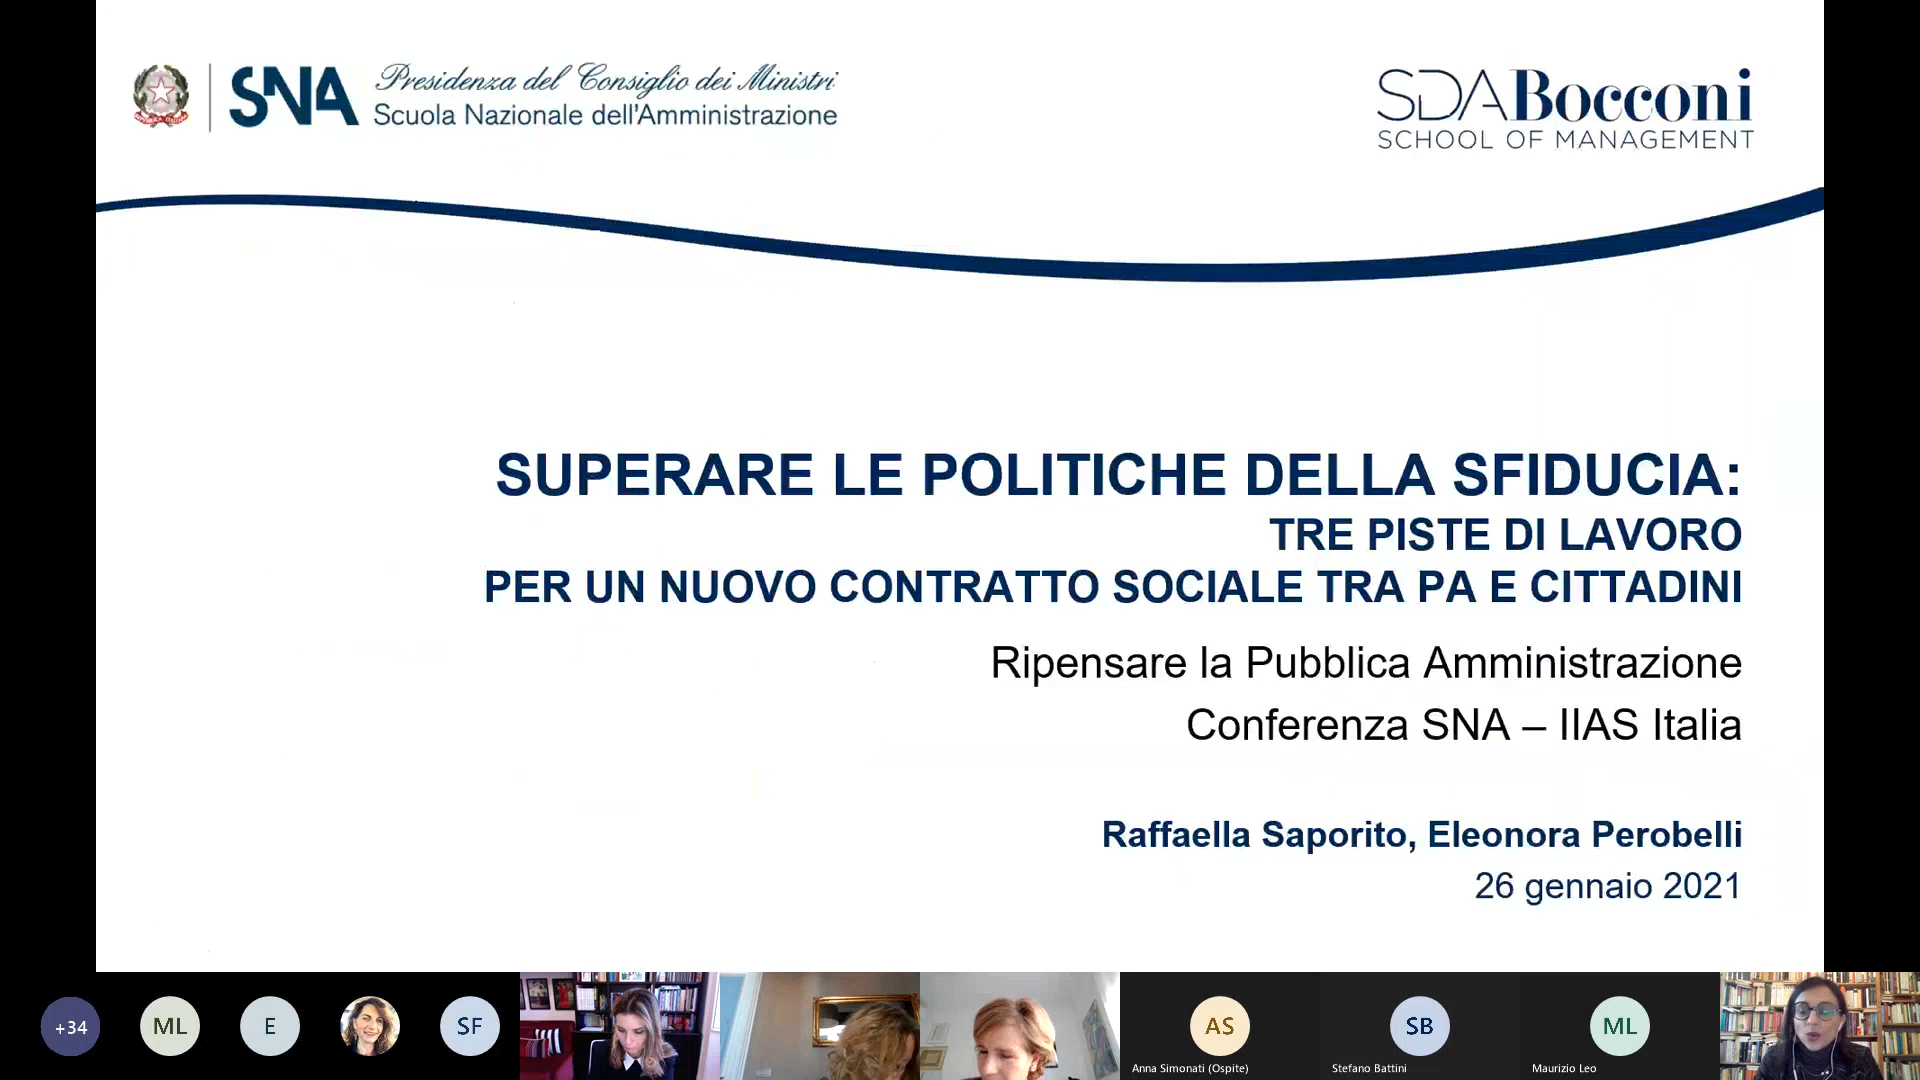 SNA
Presidenza del Consiglio dei Ministri
Scuola Nazionale dell'Amministrazione
SDA Bocconi
SCHOOL OF MANAGEMENT
SUPERARE LE POLITICHE DELLA SFIDUCIA:
TRE PISTE DI LAVORO
PER UN NUOVO CONTRATTO SOCIALE TRA PA E CITTADINI
Ripensare la Pubblica Amministrazione
Conferenza SNA – IIAS Italia
Raffaella Saporito, Eleonora Perobelli
26 gennaio 2021
+34
ML
E
SF
AS
SB
ML
Anna Simonati (Ospite)
Stefano Battini
Maurizio Leo